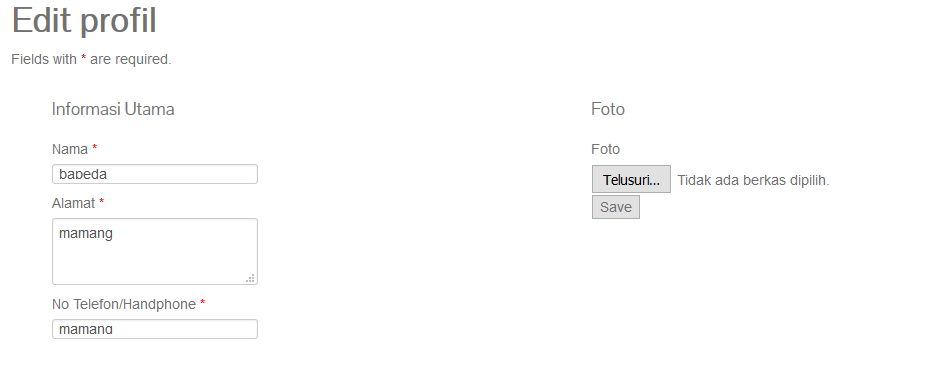 Edit profil
Fields with * are required.
Informasi Utama
Nama *
bapeda
Alamat *
mamang
No Telefon/Handphone *
mamang
Foto
Foto
Telusuri... Tidak ada berkas dipilih.
Save